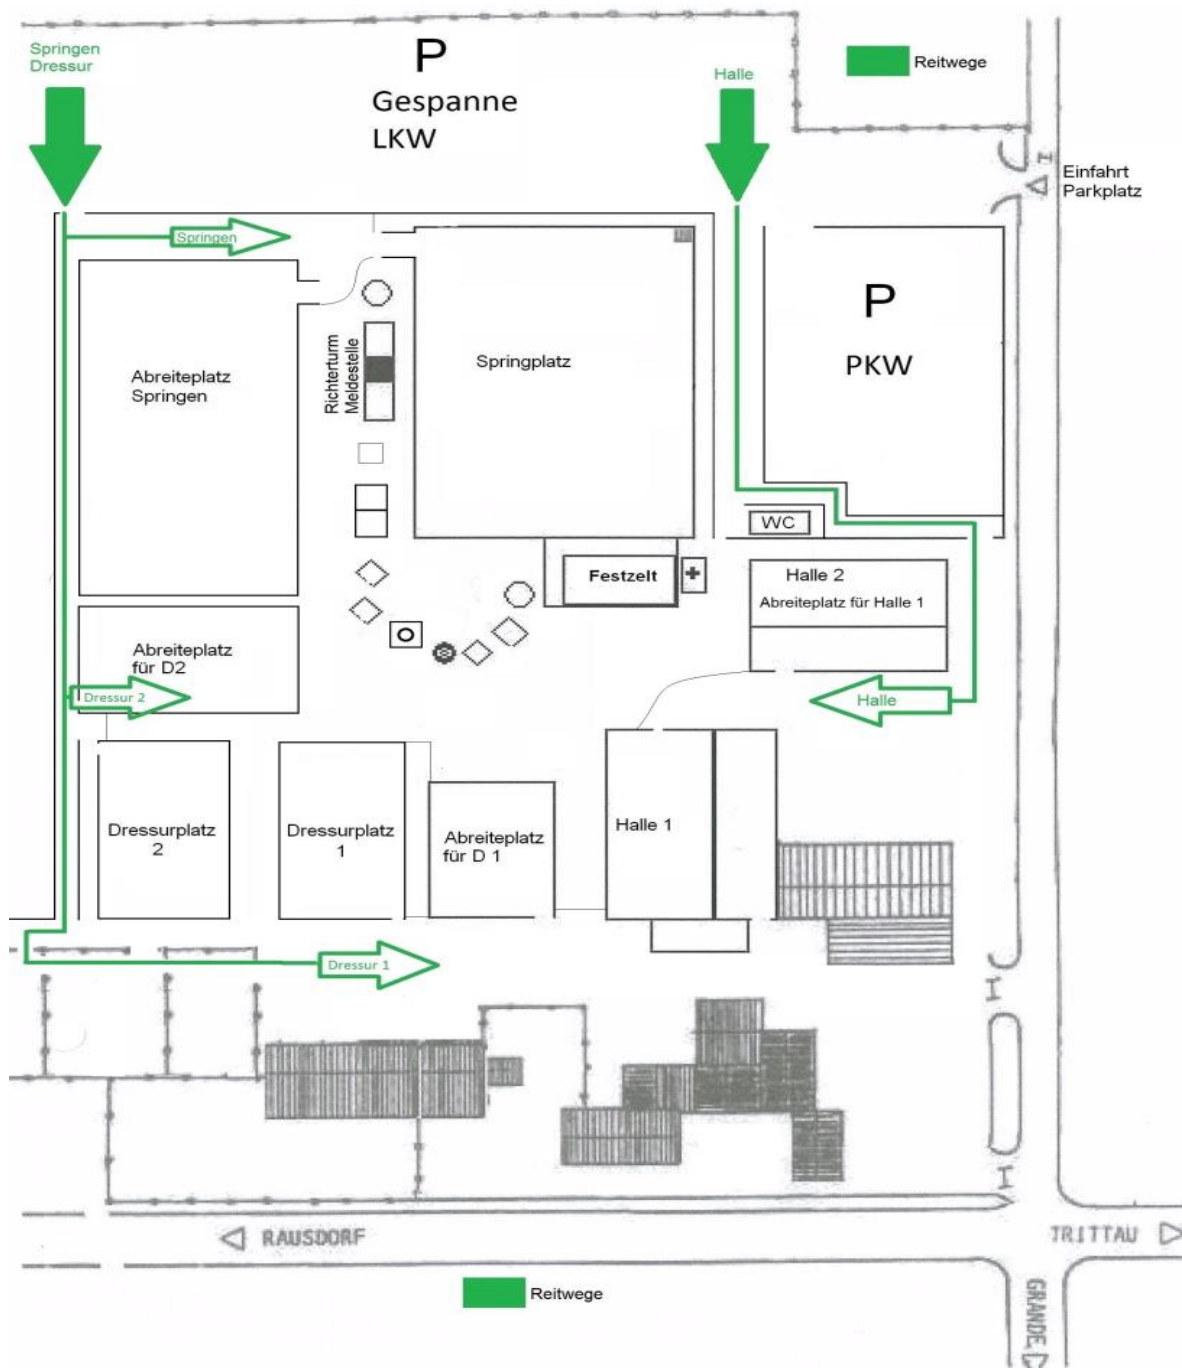 Springen
Dressur
P
Gespanne
LKW
Halle
Reitwege
Einfahrt
Parkplatz
Springen
P
PKW
Richterturm
Meldestelle
Abreiteplatz
Springen
Springplatz
WC
Festzelt
Halle 2
Abreiteplatz für Halle 1
Abreiteplatz
für D2
Dressur 2
Halle
Dressurplatz
2
Dressurplatz
1
Abreiteplatz
für D 1
Halle 1
Dressur 1
RAUSDORF
TRITTAU
GRANDE
Reitwege